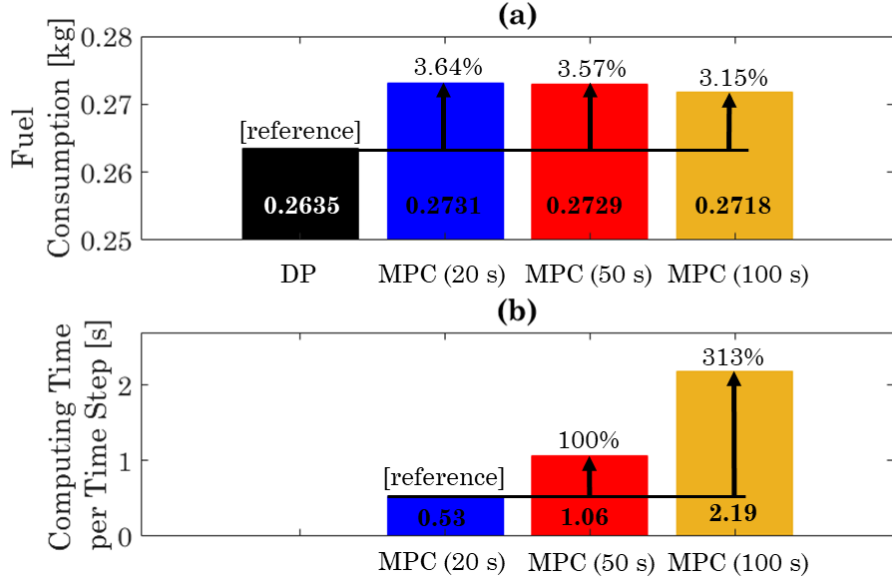 (a)
Fuel
Consumption [kg]
0.28
0.27
0.26
0.25
[reference]
3.64%
3.57%
3.15%
0.2635
0.2731
0.2729
0.2718
DP
MPC (20 s)
MPC (50 s)
MPC (100 s)
(b)
Computing Time
per Time Step [s]
2
1
0
[reference]
100%
313%
0.53
1.06
2.19
MPC (20 s)
MPC (50 s)
MPC (100 s)